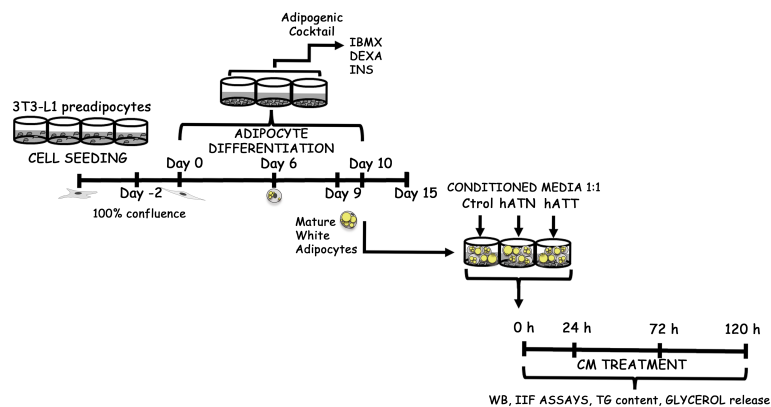 Adipogenic
Cocktail
IBMX
DEXA
INS
3T3-L1 preadipocytes
CELL SEEDING
ADIPOCYTE
DIFFERENTIATION
Day 0
Day 6
Day 10
Day -2
Day 9
Day 15
100% confluence
Mature
White
Adipocytes
CONDITIONED MEDIA 1:1
Ctrol hATN hATT
0 h 24 h 72 h 120 h
CM TREATMENT
WB, IIF ASSAYS, TG content, GLYCEROL release